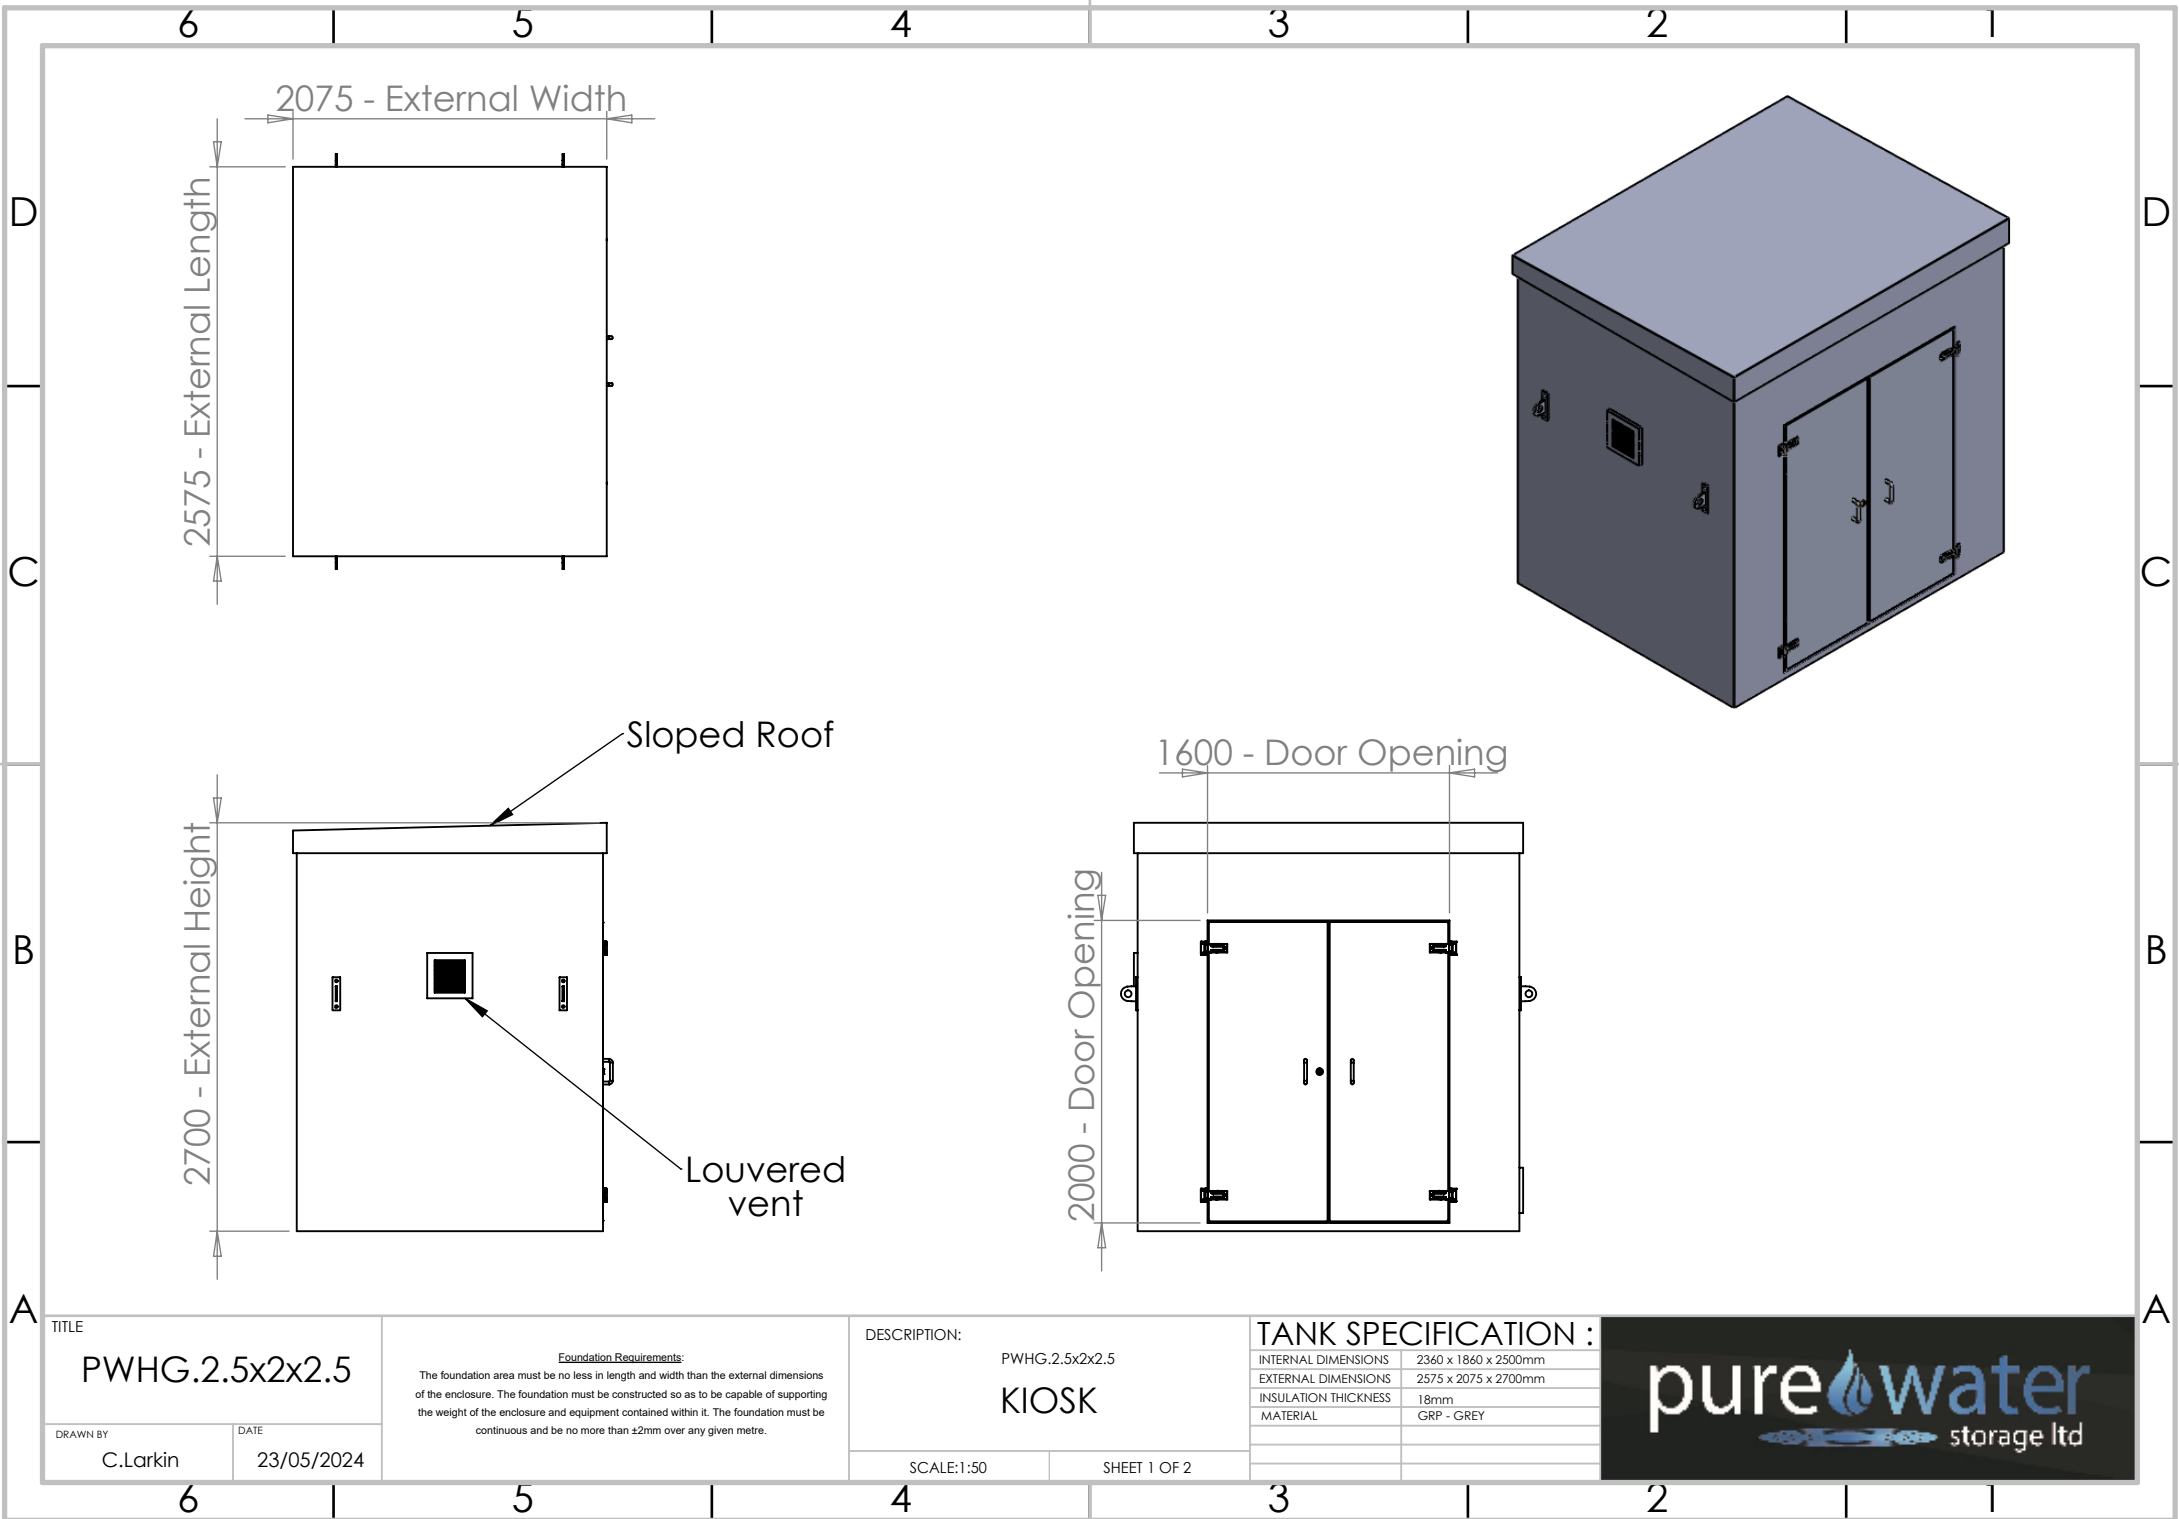 6 5 4 3 2
D D
C C
B B
A A
2075 - External Width
2575 - External Length
Sloped Roof
2700 - External Height
Louvered
vent
1600 - Door Opening
2000 - Door Opening
TITLE
PWHG.2.5x2x2.5
DRAWN BY
C.Larkin
DATE
23/05/2024
Foundation Requirements:
The foundation area must be no less in length and width than the external dimensions
of the enclosure. The foundation must be constructed so as to be capable of supporting
the weight of the enclosure and equipment contained within it. The foundation must be
continuous and be no more than ±2mm over any given metre.
DESCRIPTION:
PWHG.2.5x2x2.5
KIOSK
SCALE:1:50
SHEET 1 OF 2
TANK SPECIFICATION :
INTERNAL DIMENSIONS 2360 x 1860 x 2500mm
EXTERNAL DIMENSIONS 2575 x 2075 x 2700mm
INSULATION THICKNESS 18mm
MATERIAL GRP - GREY
pure water
storage ltd
6 5 4 3 2